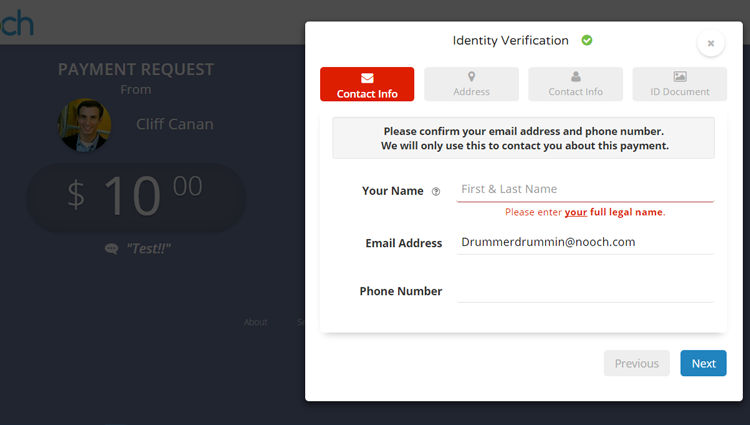 ch
PAYMENT REQUEST
From
Cliff Canan
$ 10 00
"Test!!"
About
Identity Verification
×
Contact Info
Address
Contact Info
ID Document
Please confirm your email address and phone number.
We will only use this to contact you about this payment.
Your Name
First & Last Name
Please enter your full legal name.
Email Address
Drummerdrummin@nooch.com
Phone Number
Previous
Next